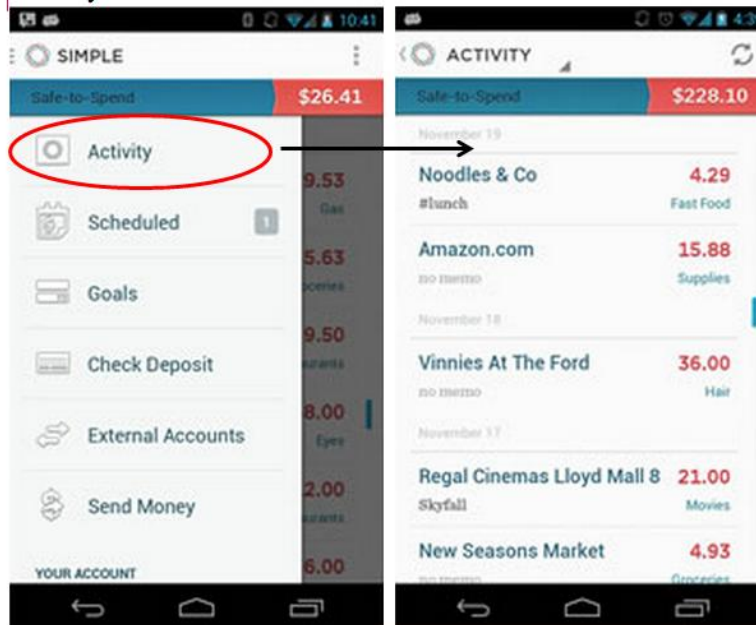 10:41
SIMPLE
Safe-to-Spend $26.41
Activity
9.53
Gas
Scheduled 1
5.63
Goals
9.50
Check Deposit
8.00
External Accounts
Eyes
2.00
Send Money
YOUR ACCOUNT
6.00
ACTIVITY
Safe-to-Spend $228.10
November 19
Noodles & Co 4.29
#lunch Fast Food
Amazon.com 15.88
no memo Supplies
November 18
Vinnies At The Ford 36.00
no memo Hair
November 17
Regal Cinemas Lloyd Mall 8 21.00
Skyfall Movies
New Seasons Market 4.93
no memo Groceries